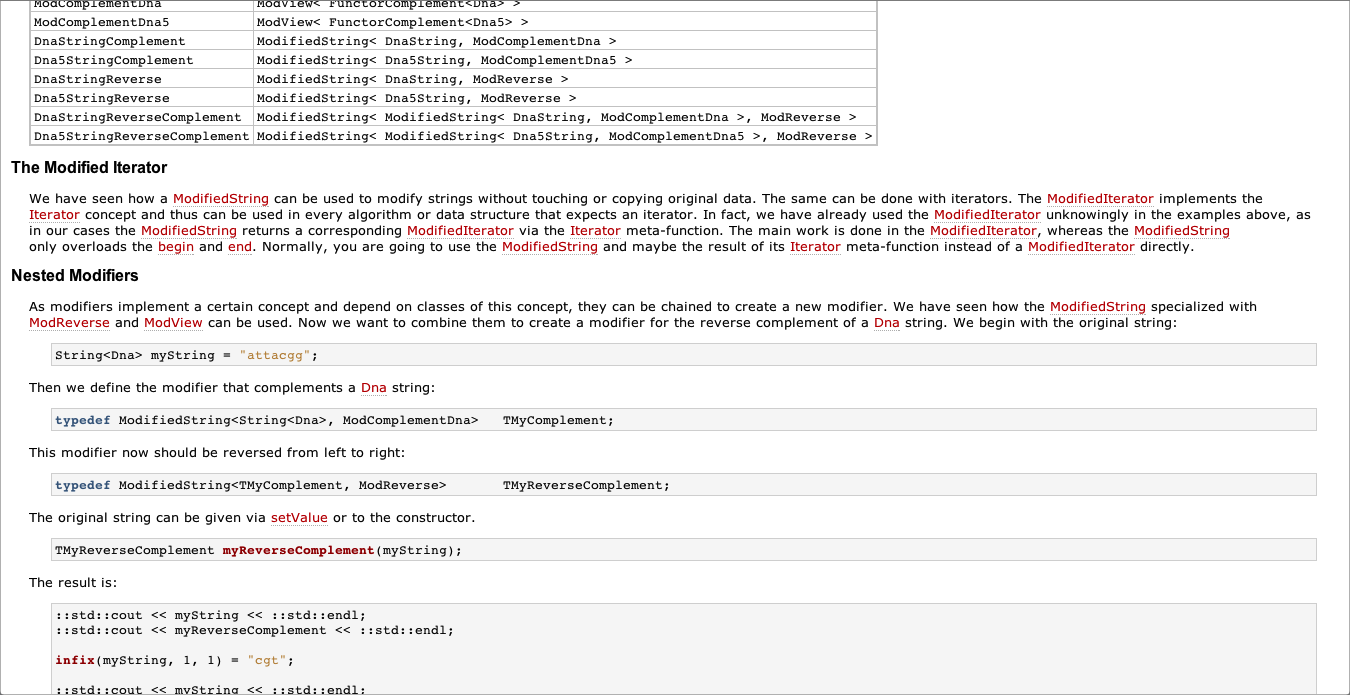 ModComplementDna ModView< FunctorComplement<Dna> >
ModComplementDna5 ModView< FunctorComplement<Dna5> >
DnaStringComplement ModifiedString< DnaString, ModComplementDna >
Dna5StringComplement ModifiedString< Dna5String, ModComplementDna5 >
DnaStringReverse ModifiedString< DnaString, ModReverse >
Dna5StringReverse ModifiedString< Dna5String, ModReverse >
DnaStringReverseComplement ModifiedString< ModifiedString< DnaString, ModComplementDna >, ModReverse >
Dna5StringReverseComplement ModifiedString< ModifiedString< Dna5String, ModComplementDna5 >, ModReverse >
The Modified Iterator
We have seen how a ModifiedString can be used to modify strings without touching or copying original data. The same can be done with iterators. The ModifiedIterator implements the
Iterator concept and thus can be used in every algorithm or data structure that expects an iterator. In fact, we have already used the ModifiedIterator unknowingly in the examples above, as
in our cases the ModifiedString returns a corresponding ModifiedIterator via the Iterator meta-function. The main work is done in the ModifiedIterator, whereas the ModifiedString
only overloads the begin and end. Normally, you are going to use the ModifiedString and maybe the result of its Iterator meta-function instead of a ModifiedIterator directly.
Nested Modifiers
As modifiers implement a certain concept and depend on classes of this concept, they can be chained to create a new modifier. We have seen how the ModifiedString specialized with
ModReverse and ModView can be used. Now we want to combine them to create a modifier for the reverse complement of a Dna string. We begin with the original string:
String<Dna> myString = "attacgg";
Then we define the modifier that complements a Dna string:
typedef ModifiedString<String<Dna>, ModComplementDna>   TMyComplement;
This modifier now should be reversed from left to right:
typedef ModifiedString<TMyComplement, ModReverse>       TMyReverseComplement;
The original string can be given via setValue or to the constructor.
TMyReverseComplement myReverseComplement(myString);
The result is:
::std::cout << myString << ::std::endl;
::std::cout << myReverseComplement << ::std::endl;
infix(myString, 1, 1) = "cgt";
::std::cout << myString << ::std::endl;